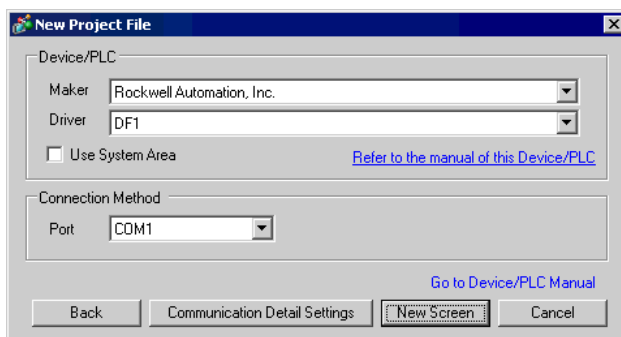 New Project File
Device/PLC
Maker Rockwell Automation, Inc.
Driver DF1
Use System Area Refer to the manual of this Device/PLC
Connection Method
Port COM1
Go to Device/PLC Manual
Back Communication Detail Settings New Screen Cancel